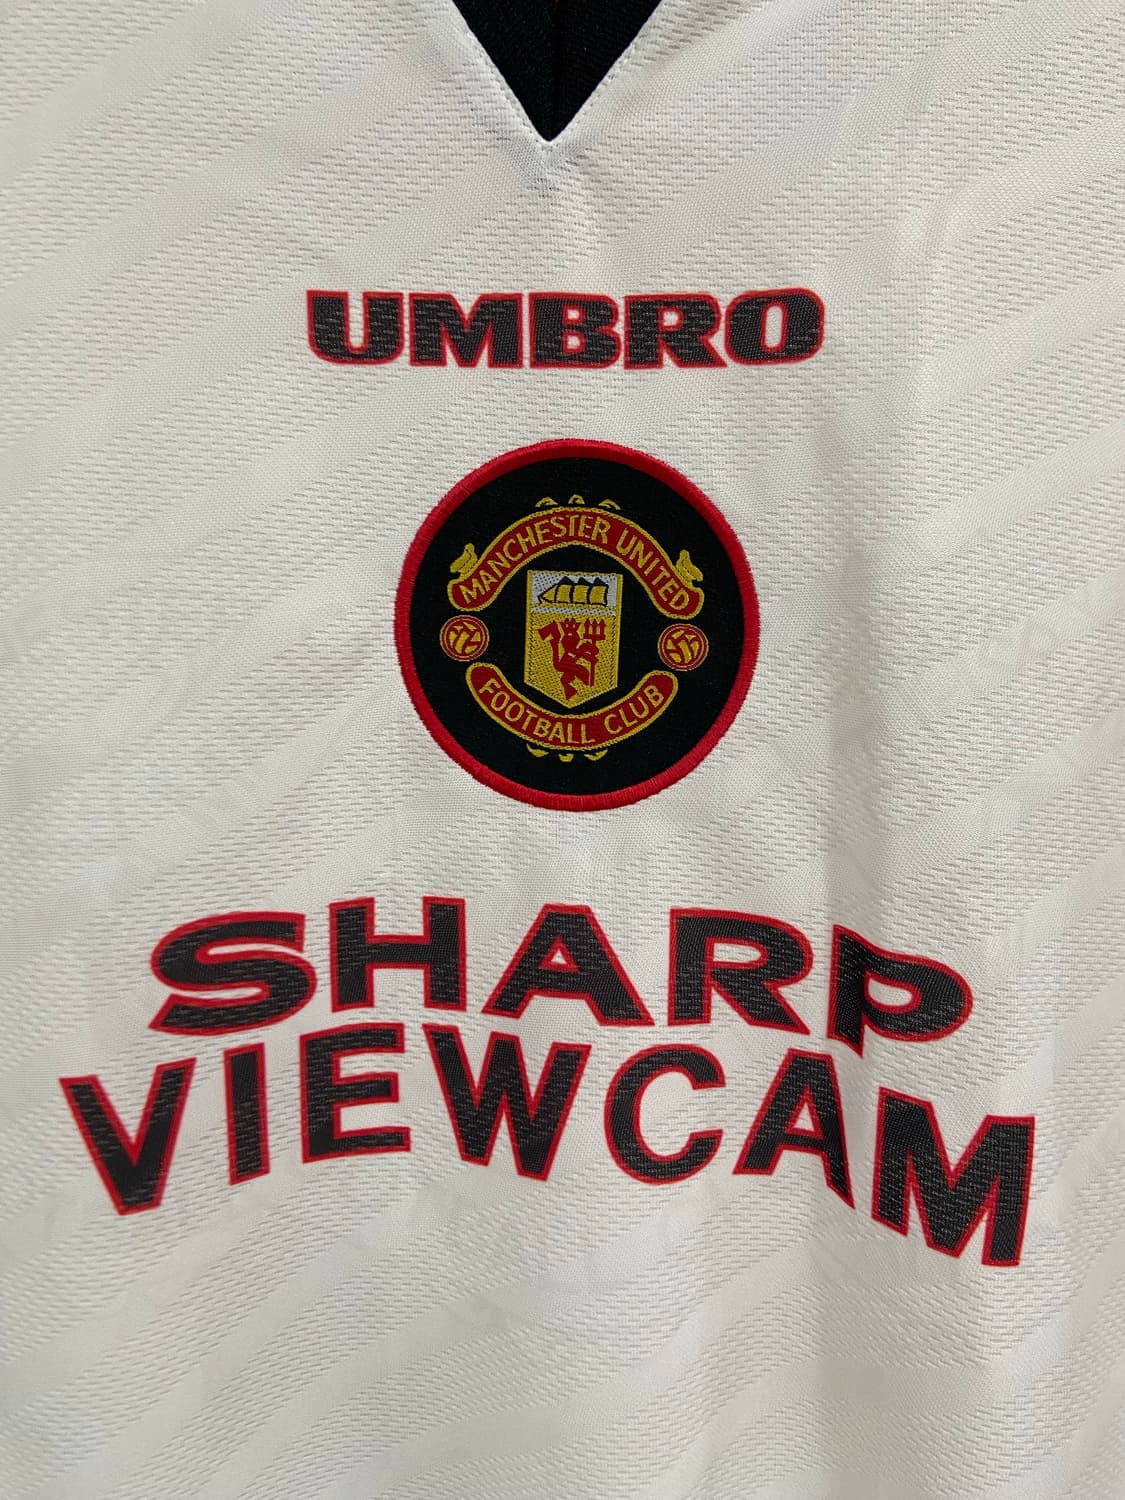 UMBRO
MANCHESTER UNITED
FOOTBALL CLUB
SHARP
VIEWCAM